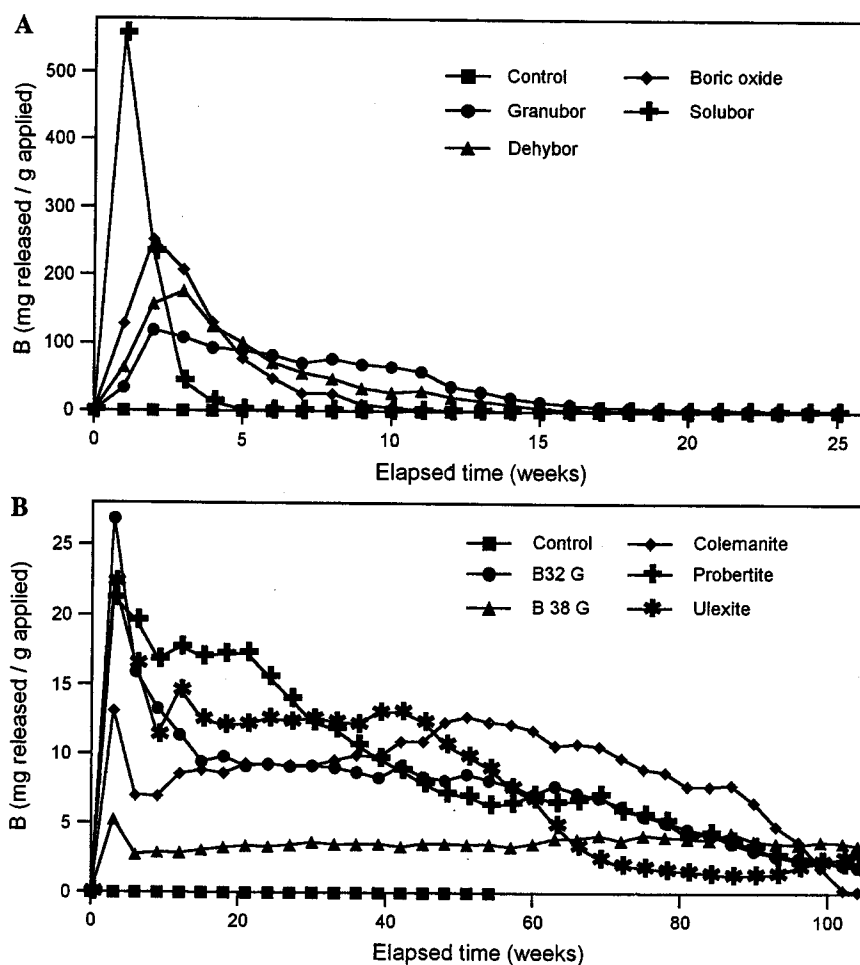 A
B (mg released / g applied)
500
400
300
200
100
0
Control
Granubor
Dehybor
Boric oxide
Solubor
0 5 10 15 20 25
Elapsed time (weeks)
B
B (mg released / g applied)
25
20
15
10
5
0
Control
B32 G
B 38 G
Colemanite
Probertite
Ulexite
0 20 40 60 80 100
Elapsed time (weeks)